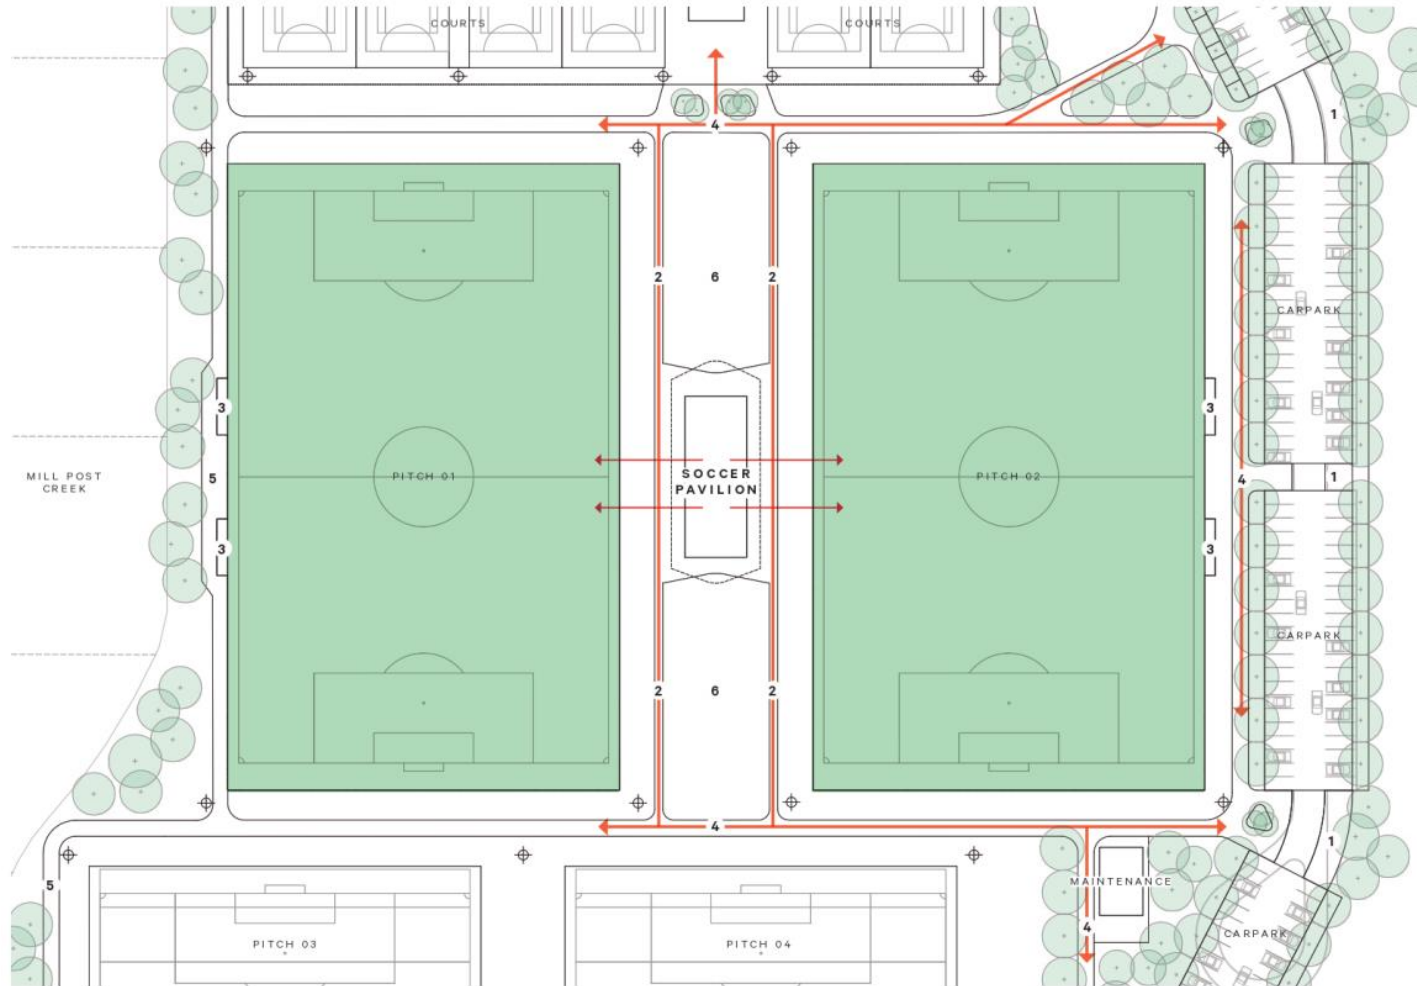 COURTS
COURTS
1
4
2
6
2
CARPARK
3
3
MILL POST
CREEK
5
PITCH 01
SOCCER
PAVILION
PITCH 02
4
1
3
3
CARPARK
2
6
2
4
1
5
MAINTENANCE
4
CARPARK
PITCH 03
PITCH 04